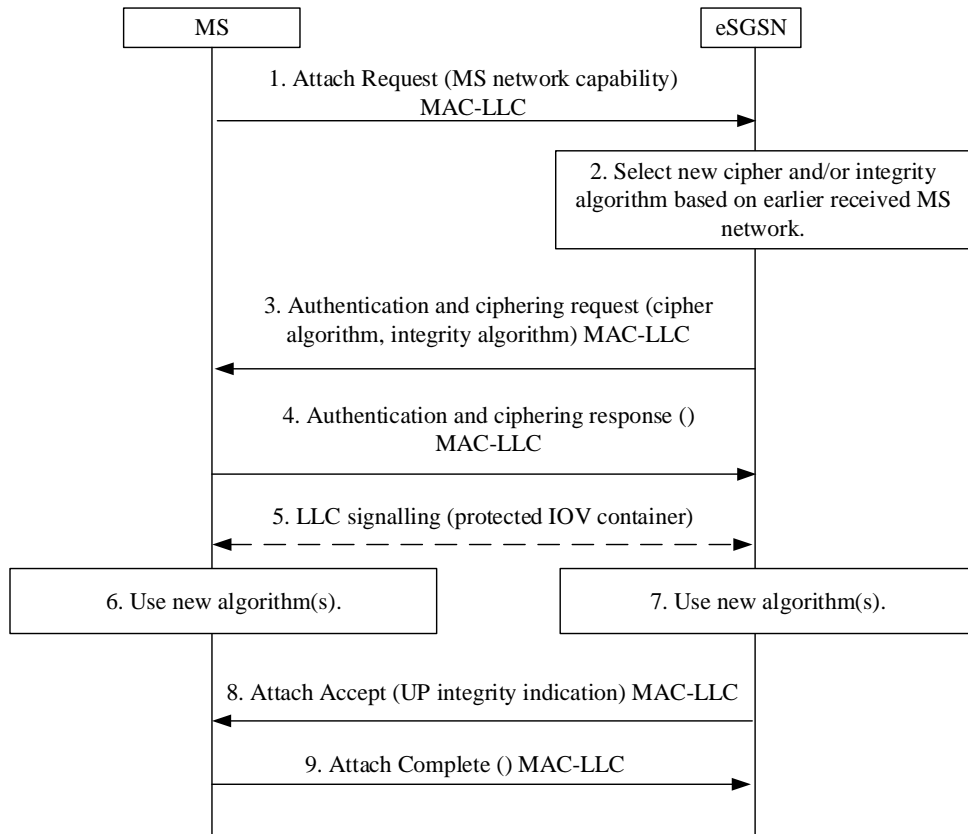 MS
eSGSN
1. Attach Request (MS network capability)
MAC-LLC
2. Select new cipher and/or integrity
algorithm based on earlier received MS
network.
3. Authentication and ciphering request (cipher
algorithm, integrity algorithm) MAC-LLC
4. Authentication and ciphering response ()
MAC-LLC
5. LLC signalling (protected IOV container)
6. Use new algorithm(s).
7. Use new algorithm(s).
8. Attach Accept (UP integrity indication) MAC-LLC
9. Attach Complete () MAC-LLC